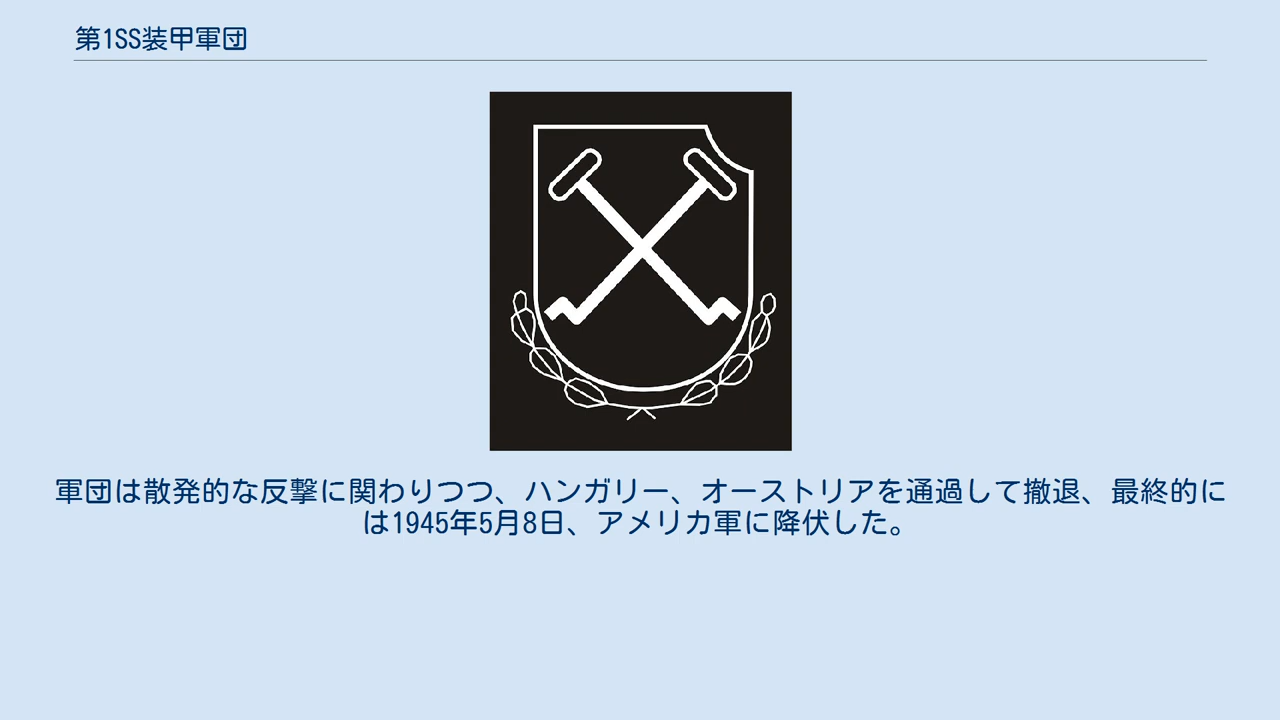 第1SS装甲軍団
軍団は散発的な反撃に関わりつつ、ハンガリー、オーストリアを通過して撤退、最終的に
は1945年5月8日、アメリカ軍に降伏した。